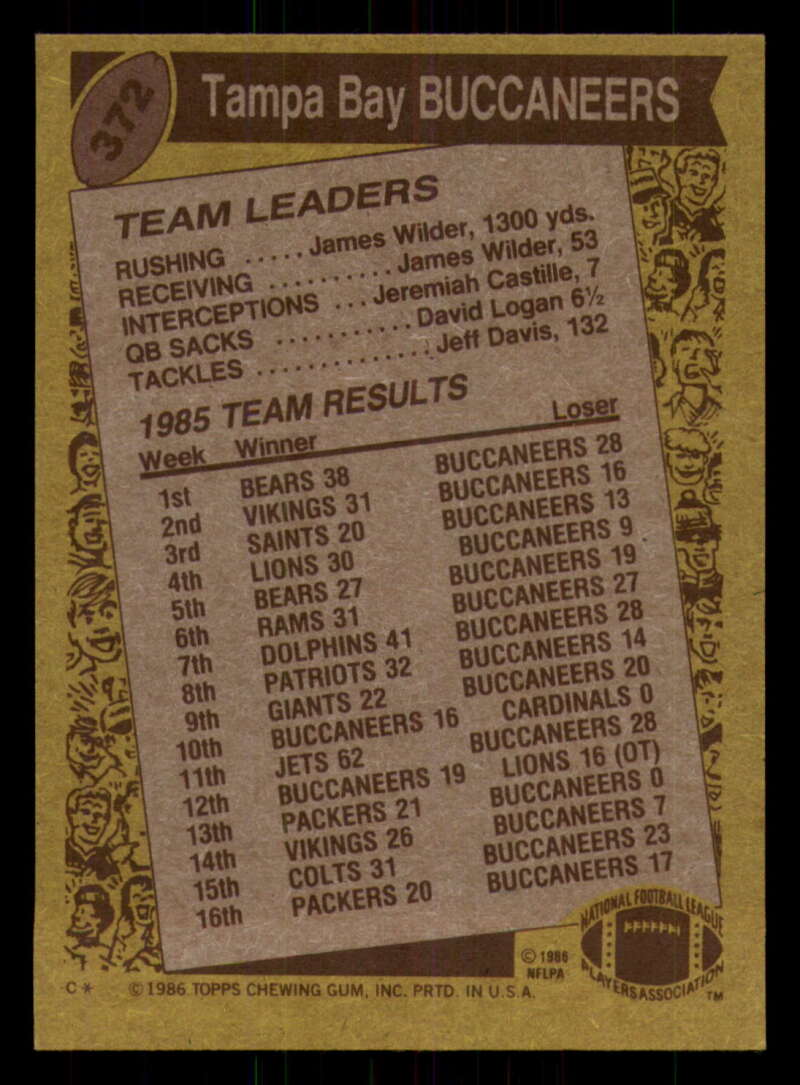 372
Tampa Bay BUCCANEERS
TEAM LEADERS
RUSHING ..... James Wilder, 1300 yds.
RECEIVING .......... James Wilder, 53
INTERCEPTIONS ... Jeremiah Castille, 7
QB SACKS ........... David Logan 6½
TACKLES .............. Jeff Davis, 132
1985 TEAM RESULTS
Week Winner Loser
1st BEARS 38 BUCCANEERS 28
2nd VIKINGS 31 BUCCANEERS 16
3rd SAINTS 20 BUCCANEERS 13
4th LIONS 30 BUCCANEERS 9
5th BEARS 27 BUCCANEERS 19
6th RAMS 31 BUCCANEERS 27
7th DOLPHINS 41 BUCCANEERS 28
8th PATRIOTS 32 BUCCANEERS 14
9th GIANTS 22 BUCCANEERS 20
10th BUCCANEERS 16 CARDINALS 0
11th JETS 62 BUCCANEERS 28
12th BUCCANEERS 19 LIONS 16 (OT)
13th PACKERS 21 BUCCANEERS 0
14th VIKINGS 26 BUCCANEERS 7
15th COLTS 31 BUCCANEERS 23
16th PACKERS 20 BUCCANEERS 17
NATIONAL FOOTBALL LEAGUE
PLAYERS ASSOCIATION
TM
© 1986
NFLPA
C* © 1986 TOPPS CHEWING GUM, INC. PRTD. IN U.S.A.